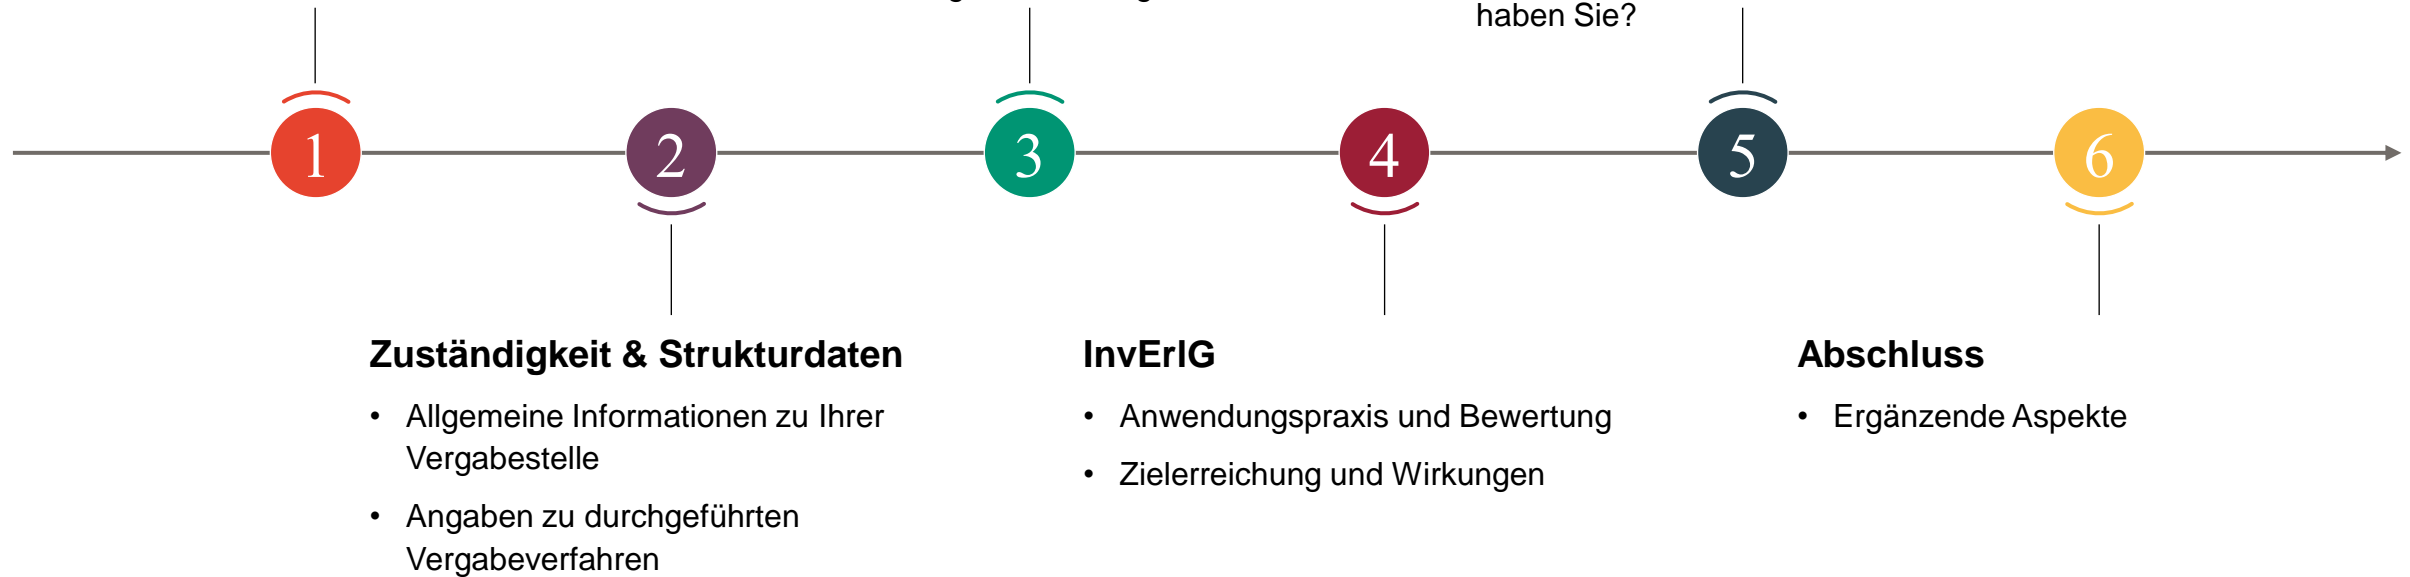 haben Sie?
1 2 3 4 5 6
Zuständigkeit & Strukturdaten
• Allgemeine Informationen zu Ihrer
Vergabestelle
• Angaben zu durchgeführten
Vergabeverfahren
InvErlG
• Anwendungspraxis und Bewertung
• Zielerreichung und Wirkungen
Abschluss
• Ergänzende Aspekte